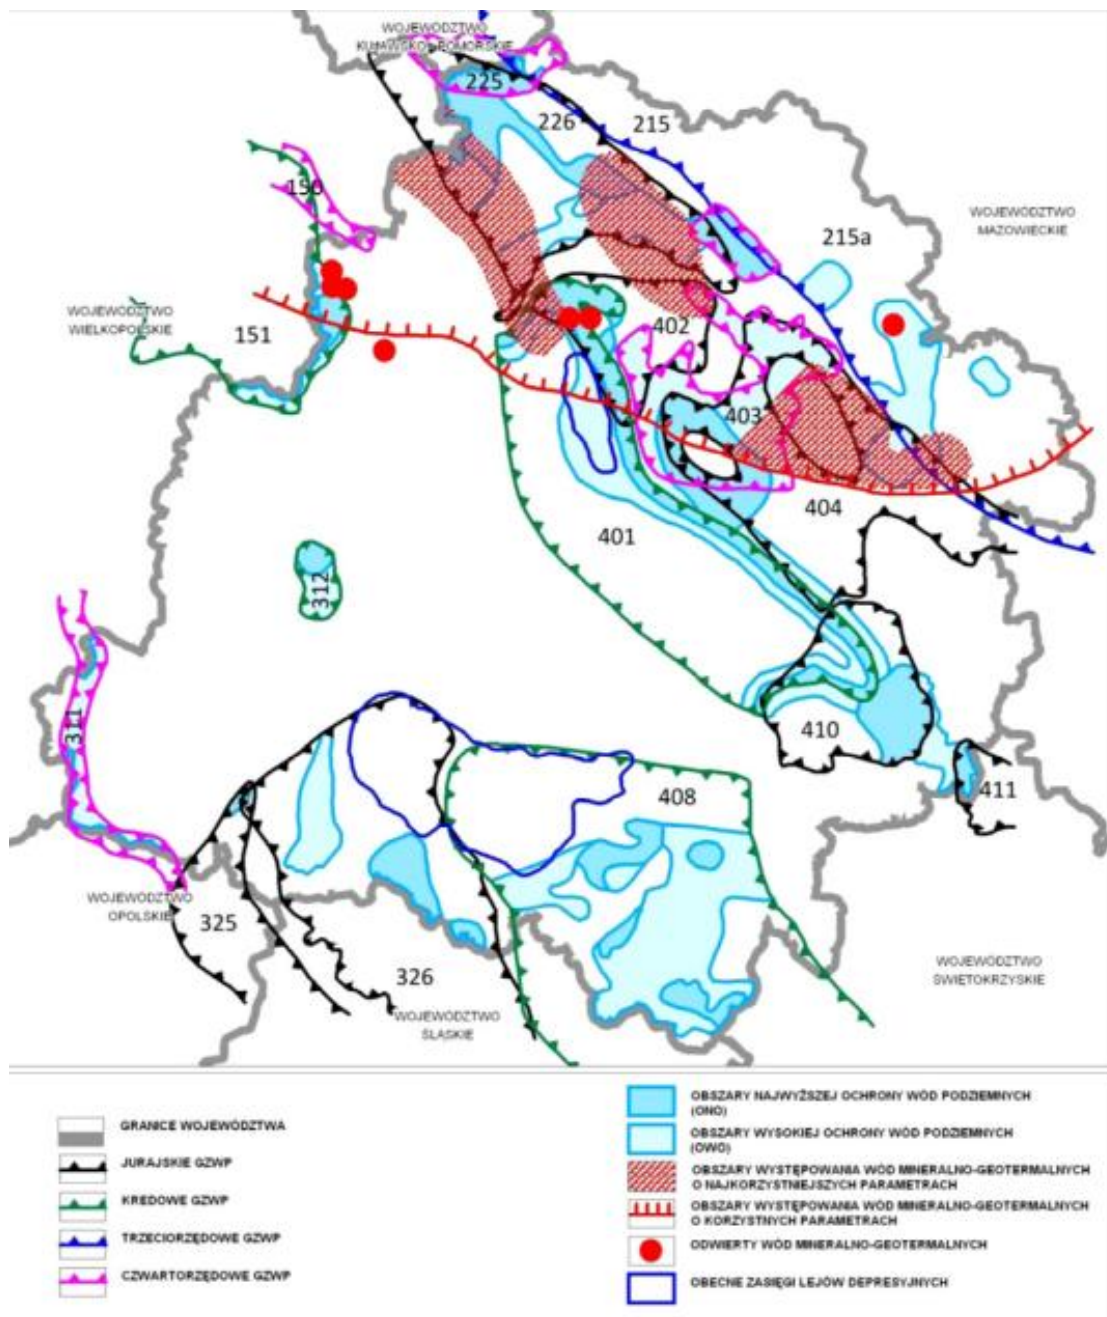 WOJEWÓDZTWO
KUJAWSKO-POMORSKIE
225
226
215
150
WOJEWÓDZTWO
MAZOWIECKIE
215a
WOJEWÓDZTWO
WIELKOPOLSKIE
151
402
403
404
401
312
311
410
411
408
WOJEWÓDZTWO
OPOLSKIE
325
326
WOJEWÓDZTWO
ŚWIĘTOKRZYSKIE
WOJEWÓDZTWO
ŚLĄSKIE
GRANICE WOJEWÓDZTWA
JURAJSKIE GZWP
KREDOWE GZWP
TRZECIORZĘDOWE GZWP
CZWARTORZĘDOWE GZWP
OBSZARY NAJWYŻSZEJ OCHRONY WÓD PODZIEMNYCH
(ONO)
OBSZARY WYSOKIEJ OCHRONY WÓD PODZIEMNYCH
(OWO)
OBSZARY WYSTĘPOWANIA WÓD MINERALNO-GEOTERMALNYCH
O NAJKORZYSTNIEJSZYCH PARAMETRACH
OBSZARY WYSTĘPOWANIA WÓD MINERALNO-GEOTERMALNYCH
O KORZYSTNYCH PARAMETRACH
ODWIERTY WÓD MINERALNO-GEOTERMALNYCH
OBECNE ZASIĘGI LEJÓW DEPRESYJNYCH